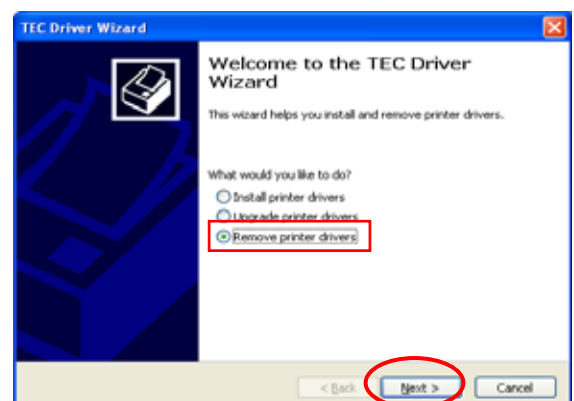 TEC Driver Wizard
Welcome to the TEC Driver
Wizard
This wizard helps you install and remove printer drivers.
What would you like to do?
Install printer drivers
Upgrade printer drivers
Remove printer drivers
< Back
Next >
Cancel